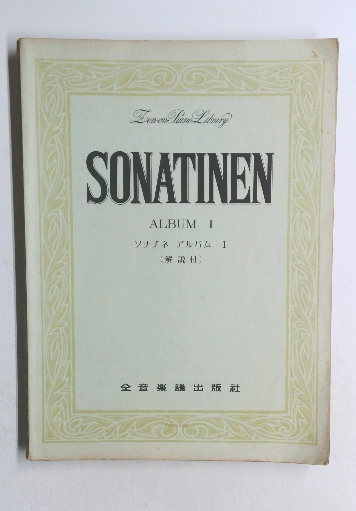 Zen-on Piano Library
SONATINEN
ALBUM 1
ソナチネ アルバム 1
（解説付）
全音楽譜出版社